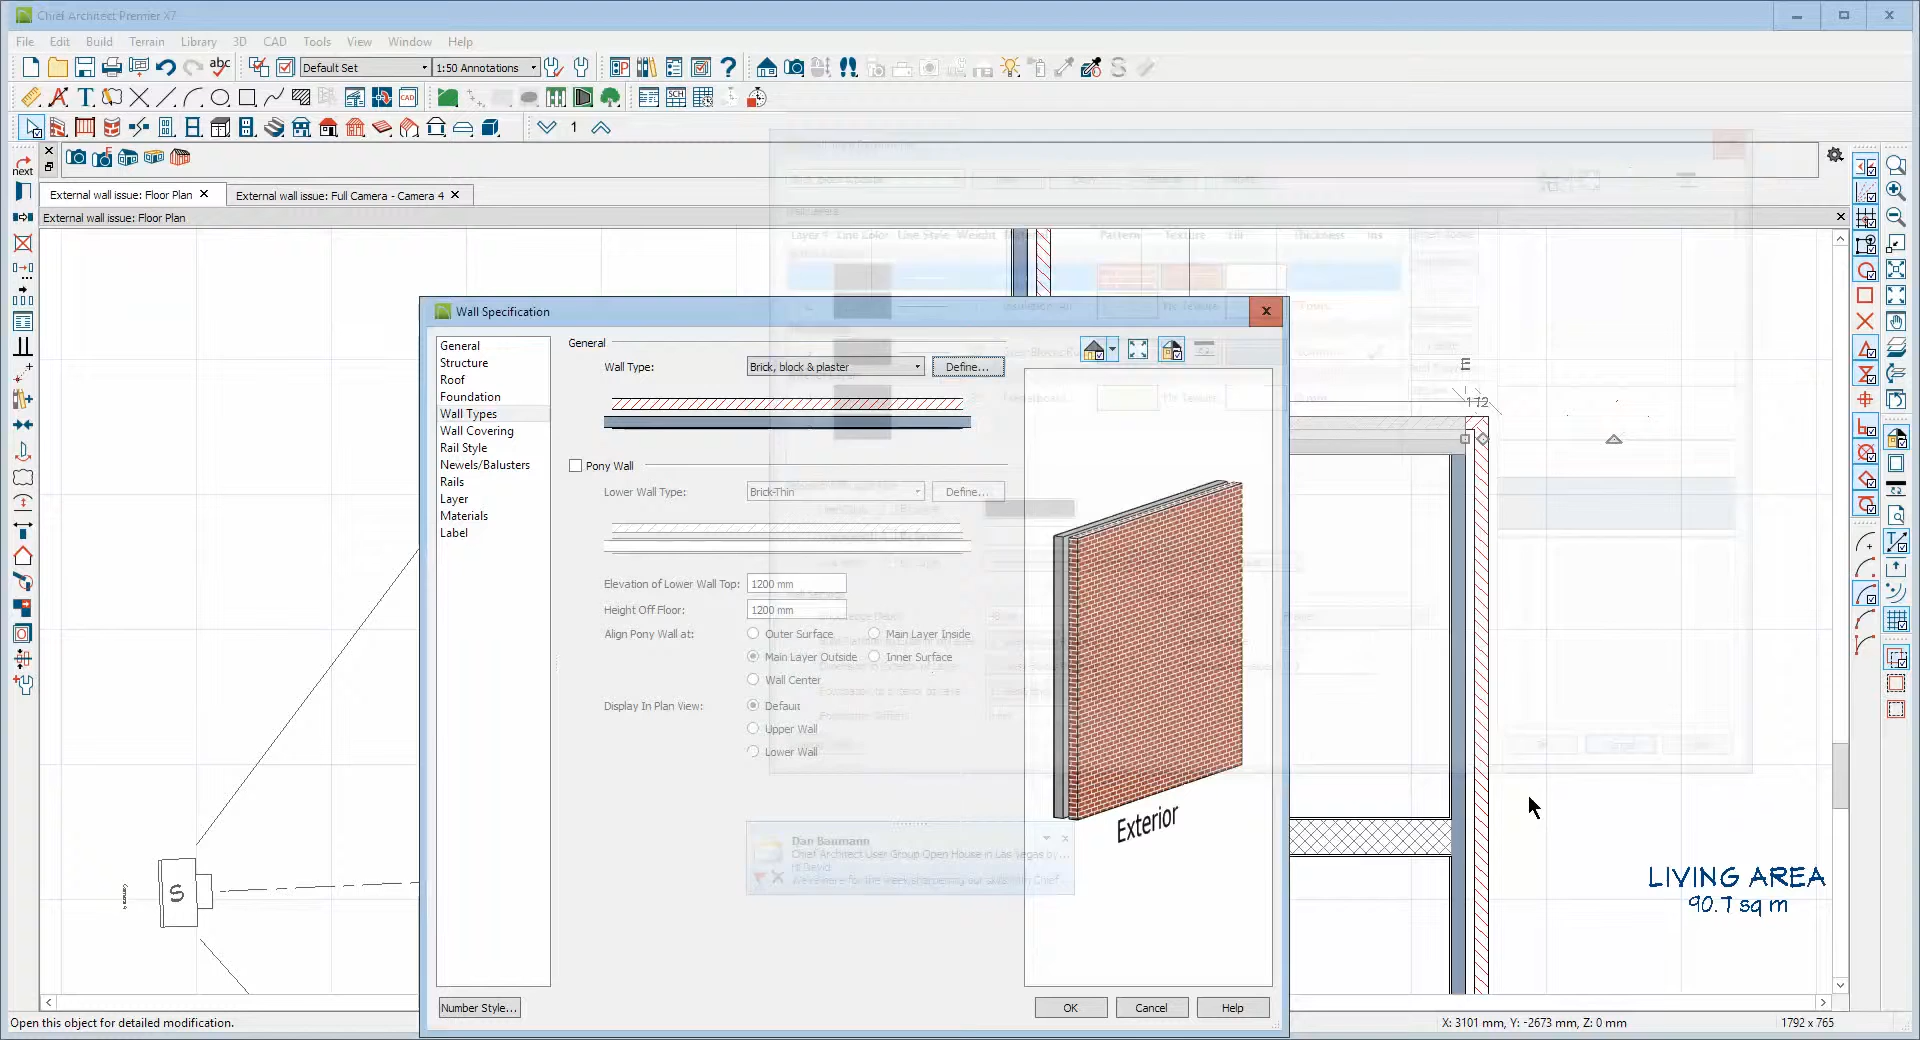 Chief Architect Premier X7
File Edit Build Terrain Library 3D CAD Tools View Window Help
abc Default Set 1:50 Annotations
CAD SCH
1
next
External wall issue: Floor Plan External wall issue: Full Camera - Camera 4
External wall issue: Floor Plan
Wall Specification
General
Structure
Roof
Foundation
Wall Types
Wall Covering
Rail Style
Newels/Balusters
Rails
Layer
Materials
Label
General
Wall Type: Brick, block & plaster Define...
Pony Wall
Lower Wall Type: Brick-Thin Define...
Elevation of Lower Wall Top: 1200 mm
Height Off Floor: 1200 mm
Align Pony Wall at: Outer Surface Main Layer Inside
Main Layer Outside Inner Surface
Wall Center
Display In Plan View: Default
Upper Wall
Lower Wall
Exterior
Dan Baumann
Chief Architect User Group Open House in Las Vegas by...
Number Style... OK Cancel Help
172
S
LIVING AREA
90.7 sq m
Open this object for detailed modification. X: 3101 mm, Y: -2673 mm, Z: 0 mm 1792 x 765